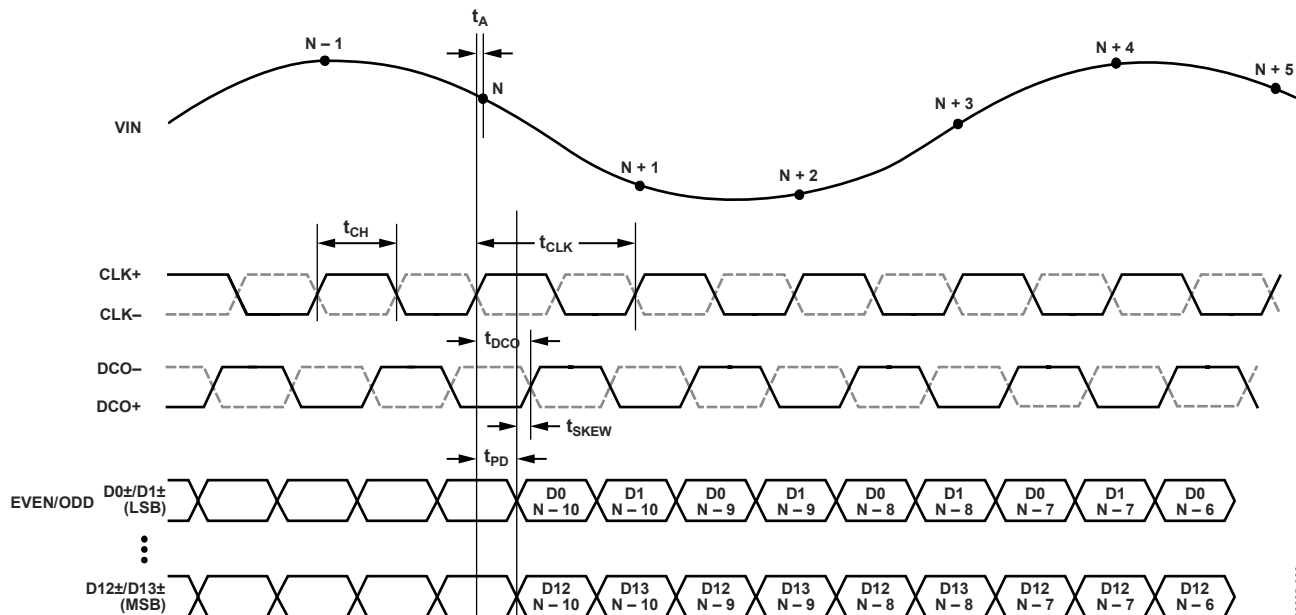 tA
N – 1
N
N + 1
N + 2
N + 3
N + 4
N + 5
VIN
tCH
tCLK
CLK+
CLK–
tDCO
DCO–
DCO+
tSKEW
tPD
EVEN/ODD
D0±/D1±
(LSB)
D0 D1 D0 D1 D0 D1 D0 D1 D0
N – 10 N – 10 N – 9 N – 9 N – 8 N – 8 N – 7 N – 7 N – 6
D12±/D13±
(MSB)
D12 D13 D12 D13 D12 D13 D12 D12 D12
N – 10 N – 10 N – 9 N – 9 N – 8 N – 8 N – 7 N – 7 N – 6